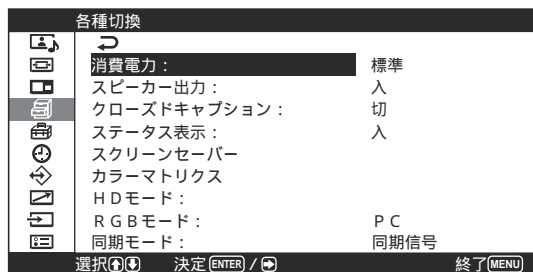 各種切換
消費電力： 標準
スピーカー出力： 入
クローズドキャプション： 切
ステータス表示： 入
スクリーンセーバー
カラーマトリクス
ＨＤモード：
ＲＧＢモード： ＰＣ
同期モード： 同期信号
選択 決定 ENTER / 終了 MENU